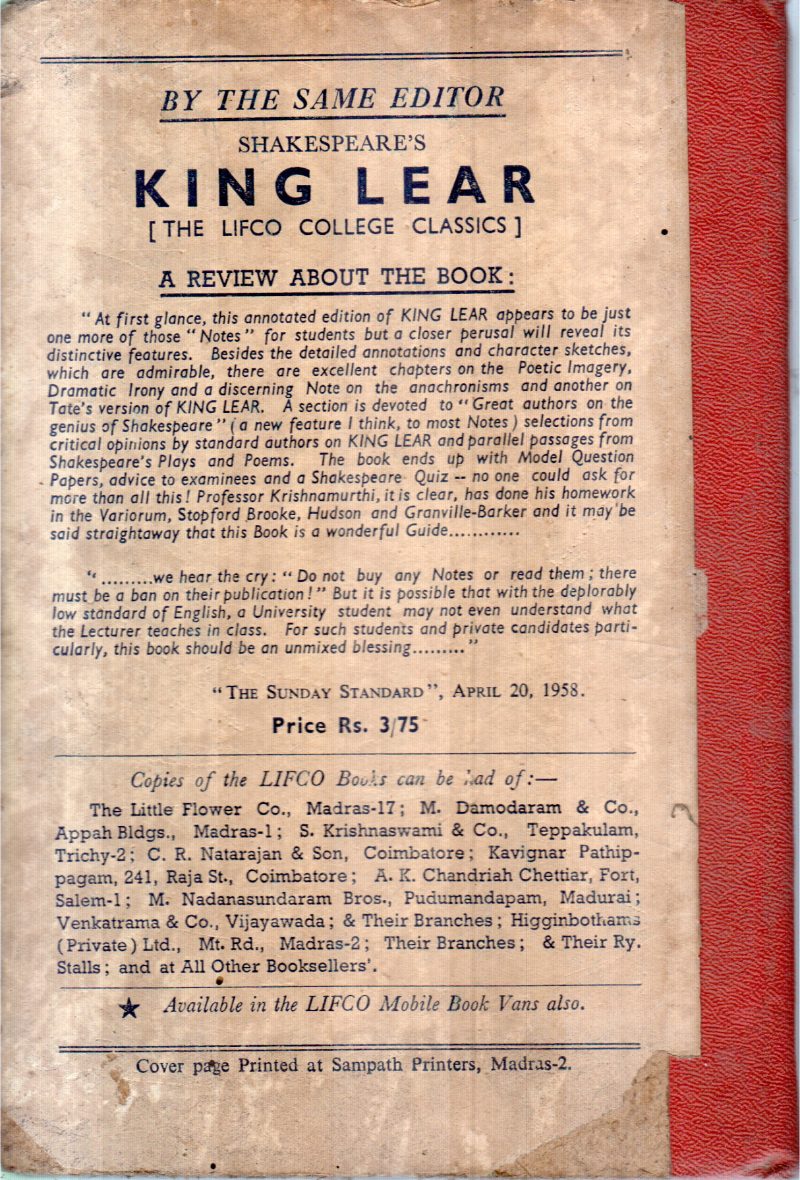 BY THE SAME EDITOR
SHAKESPEARE'S
KING LEAR
[ THE LIFCO COLLEGE CLASSICS ]
A REVIEW ABOUT THE BOOK :
" At first glance, this annotated edition of KING LEAR appears to be just
one more of those " Notes " for students but a closer perusal will reveal its
distinctive features. Besides the detailed annotations and character sketches,
which are admirable, there are excellent chapters on the Poetic Imagery,
Dramatic Irony and a discerning Note on the anachronisms and another on
Tate's version of KING LEAR. A section is devoted to " Great authors on the
genius of Shakespeare " ( a new feature I think, to most Notes ) selections from
critical opinions by standard authors on KING LEAR and parallel passages from
Shakespeare's Plays and Poems. The book ends up with Model Question
Papers, advice to examinees and a Shakespeare Quiz -- no one could ask for
more than all this ! Professor Krishnamurthi, it is clear, has done his homework
in the Variorum, Stopford Brooke, Hudson and Granville-Barker and it may be
said straightaway that this Book is a wonderful Guide............
" .........we hear the cry : " Do not buy any Notes or read them ; there
must be a ban on their publication ! " But it is possible that with the deplorably
low standard of English, a University student may not even understand what
the Lecturer teaches in class. For such students and private candidates parti-
cularly, this book should be an unmixed blessing......... "
" THE SUNDAY STANDARD ", APRIL 20, 1958.
Price Rs. 3/75
Copies of the LIFCO Books can be had of :—
The Little Flower Co., Madras-17 ; M. Damodaram & Co.,
Appah Bldgs., Madras-1 ; S. Krishnaswami & Co., Teppakulam,
Trichy-2 ; C. R. Natarajan & Son, Coimbatore ; Kavignar Pathip-
pagam, 241, Raja St., Coimbatore ; A. K. Chandriah Chettiar, Fort,
Salem-1 ; M. Nadanasundaram Bros., Pudumandapam, Madurai ;
Venkatrama & Co., Vijayawada ; & Their Branches ; Higginbothams
( Private ) Ltd., Mt. Rd., Madras-2 ; Their Branches ; & Their Ry.
Stalls ; and at All Other Booksellers'.
★ Available in the LIFCO Mobile Book Vans also.
Cover page Printed at Sampath Printers, Madras-2.